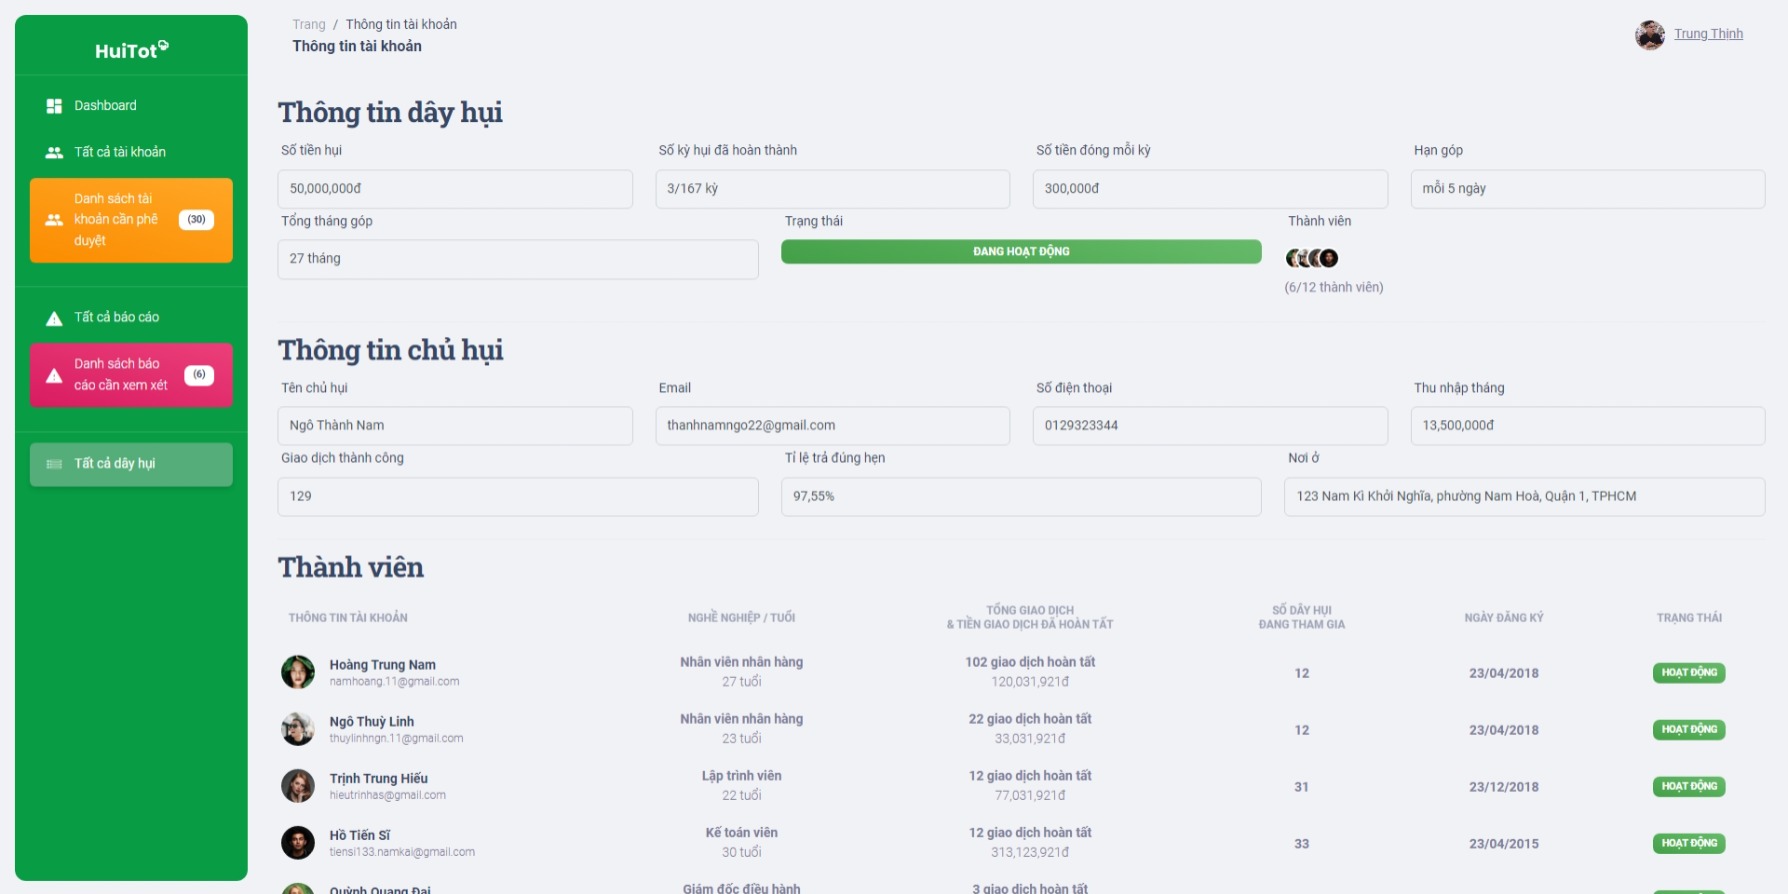 HuiTot
Dashboard
Tất cả tài khoản
Danh sách tài
khoản cần phê
duyệt
(30)
Tất cả báo cáo
Danh sách báo
cáo cần xem xét
(6)
Tất cả dây hụi
Trang / Thông tin tài khoản
Thông tin tài khoản
Trung Thịnh
Thông tin dây hụi
Số tiền hụi
Số kỳ hụi đã hoàn thành
Số tiền đóng mỗi kỳ
Hạn góp
50,000,000đ
3/167 kỳ
300,000đ
mỗi 5 ngày
Tổng tháng góp
Trạng thái
Thành viên
27 tháng
ĐANG HOẠT ĐỘNG
(6/12 thành viên)
Thông tin chủ hụi
Tên chủ hụi
Email
Số điện thoại
Thu nhập tháng
Ngô Thành Nam
thanhnamngo22@gmail.com
0129323344
13,500,000đ
Giao dịch thành công
Tỉ lệ trả đúng hẹn
Nơi ở
129
97,55%
123 Nam Kì Khởi Nghĩa, phường Nam Hoà, Quận 1, TPHCM
Thành viên
THÔNG TIN TÀI KHOẢN
NGHỀ NGHIỆP / TUỔI
TỔNG GIAO DỊCH
& TIỀN GIAO DỊCH ĐÃ HOÀN TẤT
SỐ DÂY HỤI
ĐANG THAM GIA
NGÀY ĐĂNG KÝ
TRẠNG THÁI
Hoàng Trung Nam
namhoang.11@gmail.com
Nhân viên nhân hàng
27 tuổi
102 giao dịch hoàn tất
120,031,921đ
12
23/04/2018
HOẠT ĐỘNG
Ngô Thuỳ Linh
thuylinhngn.11@gmail.com
Nhân viên nhân hàng
23 tuổi
22 giao dịch hoàn tất
33,031,921đ
12
23/04/2018
HOẠT ĐỘNG
Trịnh Trung Hiếu
hieutrinhas@gmail.com
Lập trình viên
22 tuổi
12 giao dịch hoàn tất
77,031,921đ
31
23/12/2018
HOẠT ĐỘNG
Hồ Tiến Sĩ
tiensi133.namkai@gmail.com
Kế toán viên
30 tuổi
12 giao dịch hoàn tất
313,123,921đ
33
23/04/2015
HOẠT ĐỘNG
Quỳnh Quang Đại
Giám đốc điều hành
3 giao dịch hoàn tất